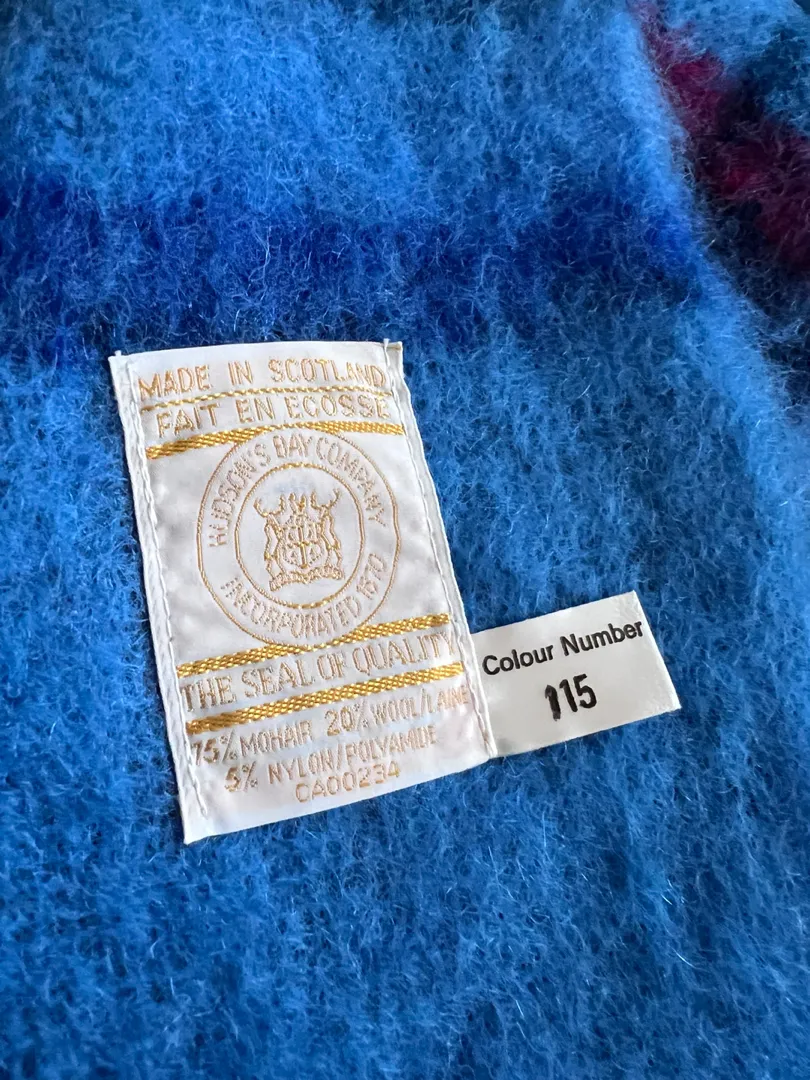 MADE IN SCOTLAND
FAIT EN ECOSSE
HUDSON'S BAY COMPANY
INCORPORATED 1670
THE SEAL OF QUALITY
75% MOHAIR 20% WOOL/LAINE
5% NYLON/POLYAMIDE
CA00234
Colour Number
115